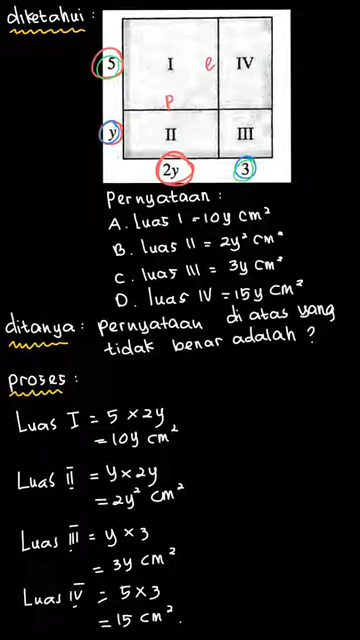 diketahui :
5 I e IV
p
y II III
2y 3
Pernyataan :
A. Luas I = 10y cm²
B. luas II = 2y² cm²
C. luas III = 3y cm²
D. luas IV = 15y cm²
ditanya : pernyataan di atas yang
tidak benar adalah ?
proses :
Luas I = 5 × 2y
= 10y cm²
Luas II = y × 2y
= 2y² cm²
Luas III = y × 3
= 3y cm²
Luas IV = 5 × 3
= 15 cm².